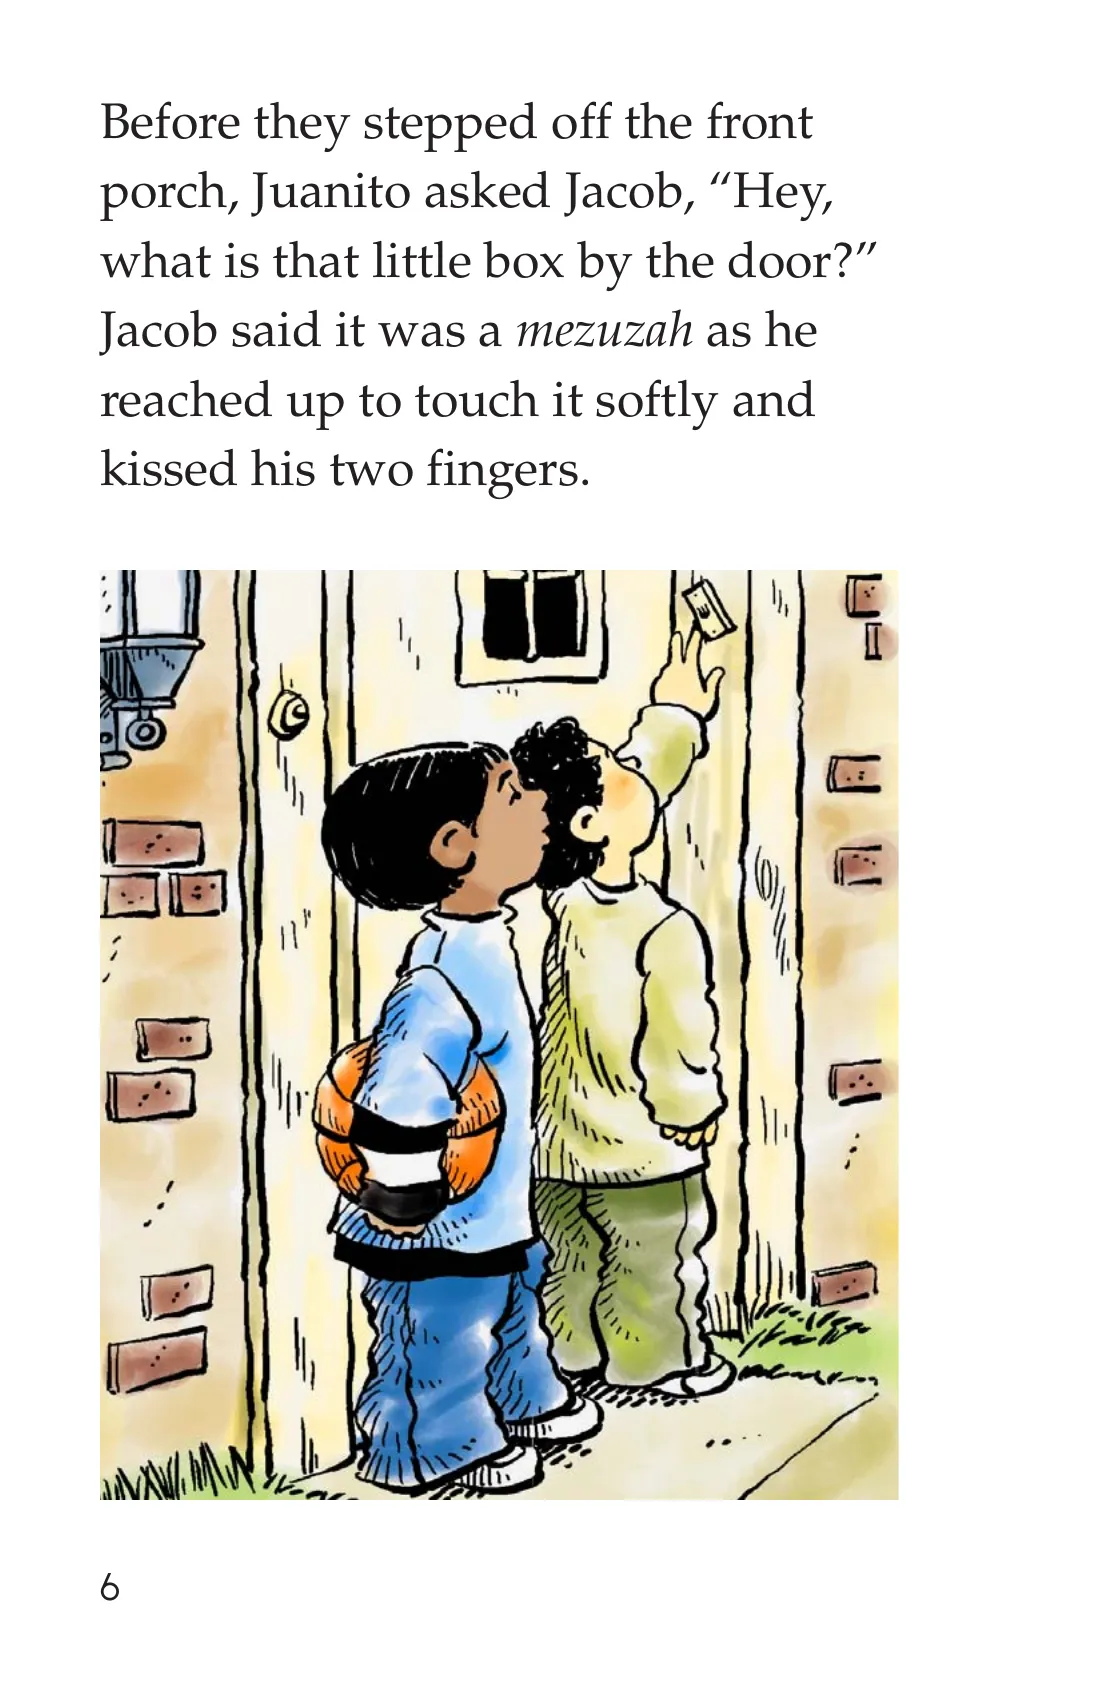 Before they stepped off the front
porch, Juanito asked Jacob, “Hey,
what is that little box by the door?”
Jacob said it was a mezuzah as he
reached up to touch it softly and
kissed his two fingers.
6